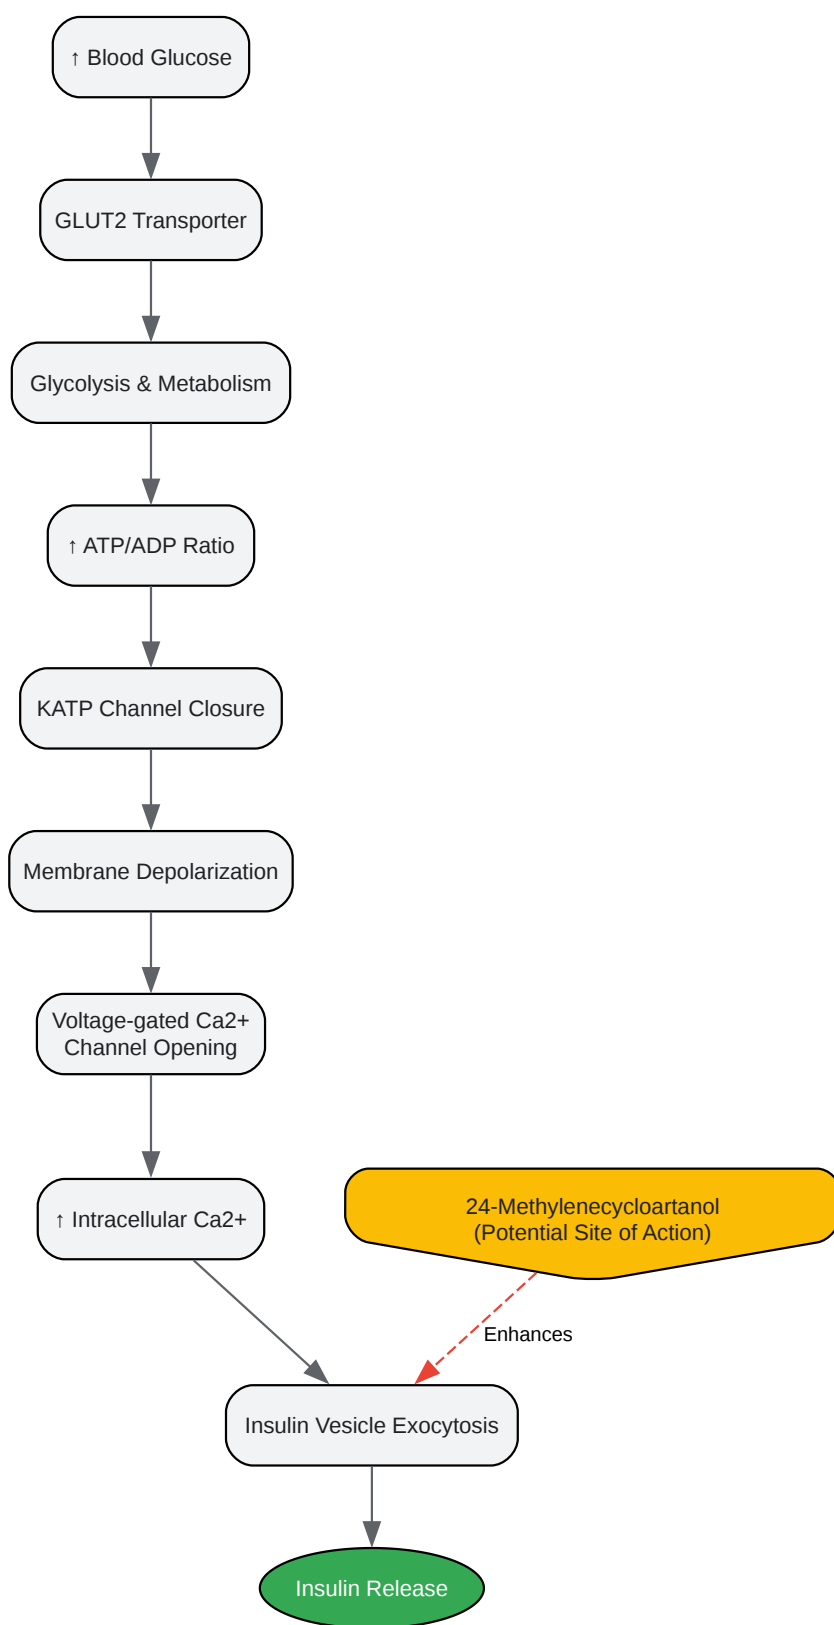 ↑ Blood Glucose
GLUT2 Transporter
Glycolysis & Metabolism
↑ ATP/ADP Ratio
KATP Channel Closure
Membrane Depolarization
Voltage-gated Ca2+
Channel Opening
↑ Intracellular Ca2+
24-Methylenecycloartanol
(Potential Site of Action)
Enhances
Insulin Vesicle Exocytosis
Insulin Release